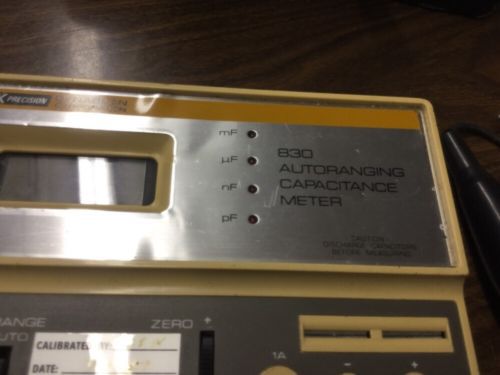 K PRECISION
mF
µF
nF
pF
830
AUTORANGING
CAPACITANCE
METER
CAUTION
DISCHARGE CAPACITORS
BEFORE MEASURING
RANGE
AUTO
ZERO
+
CALIBRATED BY:
DATE:
1A
−
+